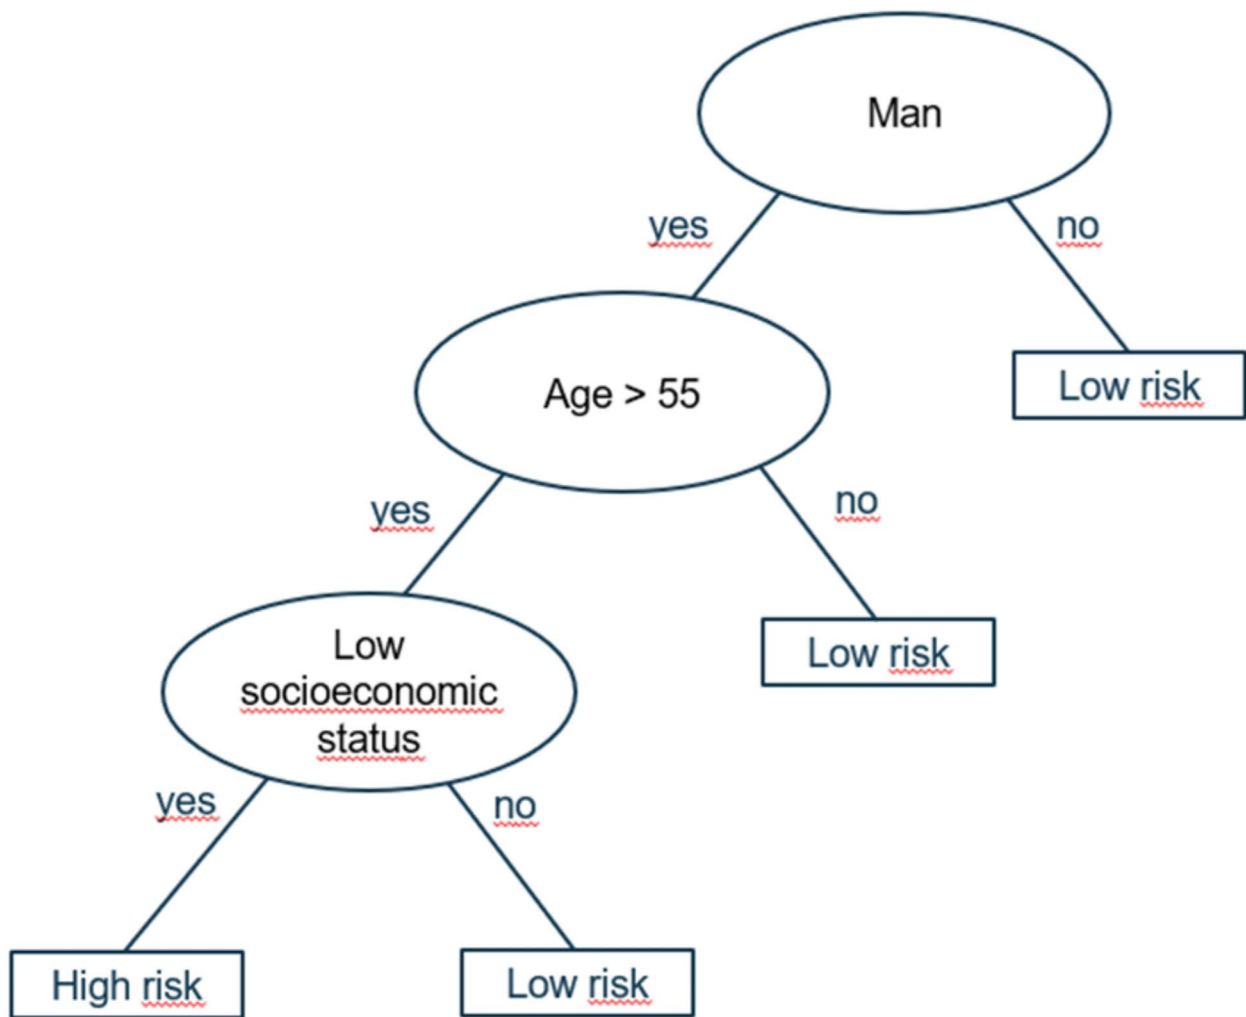 Man
yes
no
Age > 55
Low risk
yes
no
Low
socioeconomic
status
Low risk
yes
no
High risk
Low risk